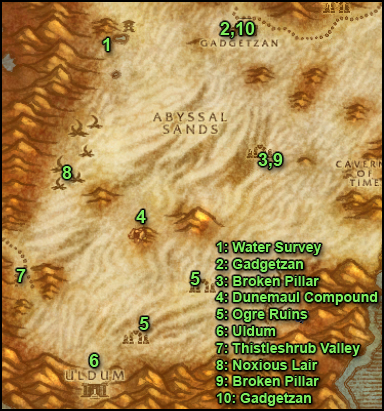 1
2,10
GADGETZAN
ABYSSAL
SANDS
3,9
CAVERN
OF
TIME
8
4
7
5
5
6
ULDUM
1: Water Survey
2: Gadgetzan
3: Broken Pillar
4: Dunemaul Compound
5: Ogre Ruins
6: Uldum
7: Thistleshrub Valley
8: Noxious Lair
9: Broken Pillar
10: Gadgetzan